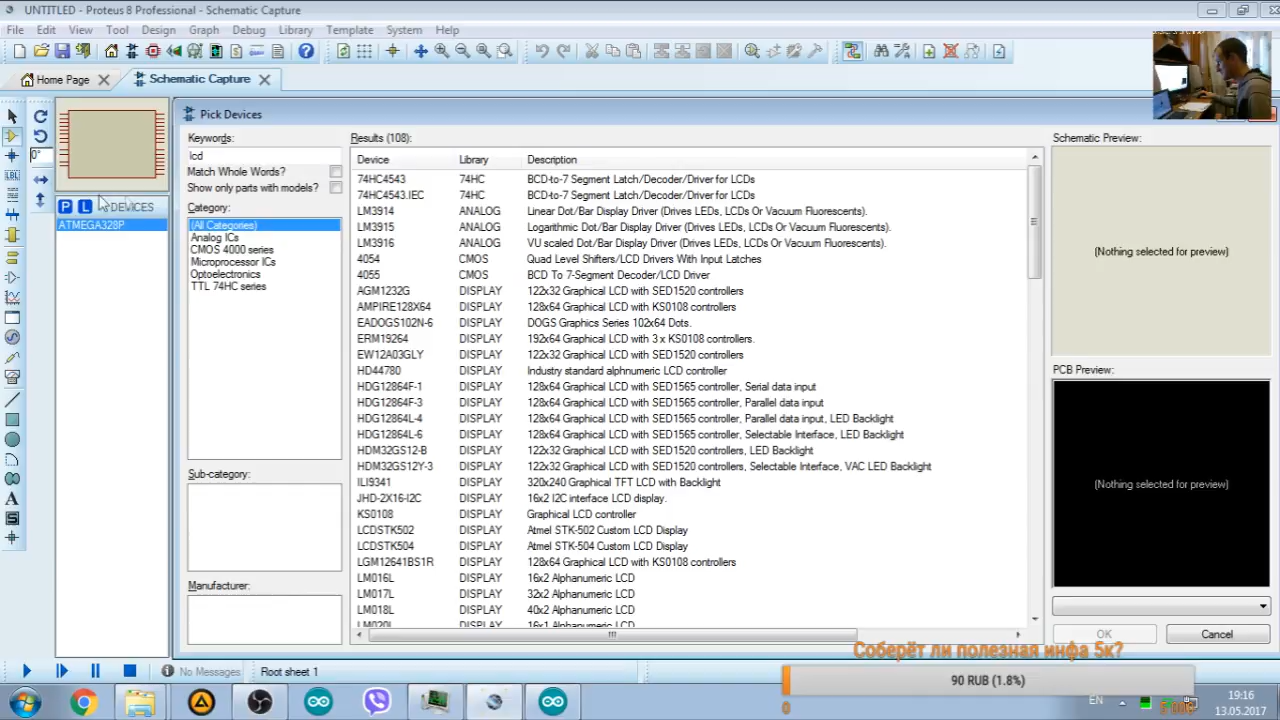 UNTITLED - Proteus 8 Professional - Schematic Capture
File Edit View Tool Design Graph Debug Library Template System Help
Home Page
Schematic Capture
Pick Devices
Keywords:
lcd
Match Whole Words?
Show only parts with models?
Category:
(All Categories)
Analog ICs
CMOS 4000 series
Microprocessor ICs
Optoelectronics
TTL 74HC series
Sub-category:
Manufacturer:
0°
LBL
P L DEVICES
ATMEGA328P
Results (108):
Device Library Description
74HC4543 74HC BCD-to-7 Segment Latch/Decoder/Driver for LCDs
74HC4543.IEC 74HC BCD-to-7 Segment Latch/Decoder/Driver for LCDs
LM3914 ANALOG Linear Dot/Bar Display Driver (Drives LEDs, LCDs Or Vacuum Fluorescents).
LM3915 ANALOG Logarithmic Dot/Bar Display Driver (Drives LEDs, LCDs Or Vacuum Fluorescents).
LM3916 ANALOG VU scaled Dot/Bar Display Driver (Drives LEDs, LCDs Or Vacuum Fluorescents).
4054 CMOS Quad Level Shifters/LCD Drivers With Input Latches
4055 CMOS BCD To 7-Segment Decoder/LCD Driver
AGM1232G DISPLAY 122x32 Graphical LCD with SED1520 controllers
AMPIRE128X64 DISPLAY 128x64 Graphical LCD with KS0108 controllers
EADOGS102N-6 DISPLAY DOGS Graphics Series 102x64 Dots.
ERM19264 DISPLAY 192x64 Graphical LCD with 3 x KS0108 controllers.
EW12A03GLY DISPLAY 122x32 Graphical LCD with SED1520 controllers
HD44780 DISPLAY Industry standard alphnumeric LCD controller
HDG12864F-1 DISPLAY 128x64 Graphical LCD with SED1565 controller, Serial data input
HDG12864F-3 DISPLAY 128x64 Graphical LCD with SED1565 controller, Parallel data input
HDG12864L-4 DISPLAY 128x64 Graphical LCD with SED1565 controller, Parallel data input, LED Backlight
HDG12864L-6 DISPLAY 128x64 Graphical LCD with SED1565 controller, Selectable Interface, LED Backlight
HDM32GS12-B DISPLAY 122x32 Graphical LCD with SED1520 controllers, LED Backlight
HDM32GS12Y-3 DISPLAY 122x32 Graphical LCD with SED1520 controllers, Selectable Interface, VAC LED Backlight
ILI9341 DISPLAY 320x240 Graphical TFT LCD with Backlight
JHD-2X16-I2C DISPLAY 16x2 I2C interface LCD display.
KS0108 DISPLAY Graphical LCD controller
LCDSTK502 DISPLAY Atmel STK-502 Custom LCD Display
LCDSTK504 DISPLAY Atmel STK-504 Custom LCD Display
LGM12641BS1R DISPLAY 128x64 Graphical LCD with KS0108 controllers
LM016L DISPLAY 16x2 Alphanumeric LCD
LM017L DISPLAY 32x2 Alphanumeric LCD
LM018L DISPLAY 40x2 Alphanumeric LCD
LM020L DISPLAY 16x1 Alphanumeric LCD
Schematic Preview:
(Nothing selected for preview)
PCB Preview:
(Nothing selected for preview)
OK Cancel
No Messages Root sheet 1
Соберёт ли полезная инфа 5к?
90 RUB (1.8%)
0
EN
19:16
13.05.2017